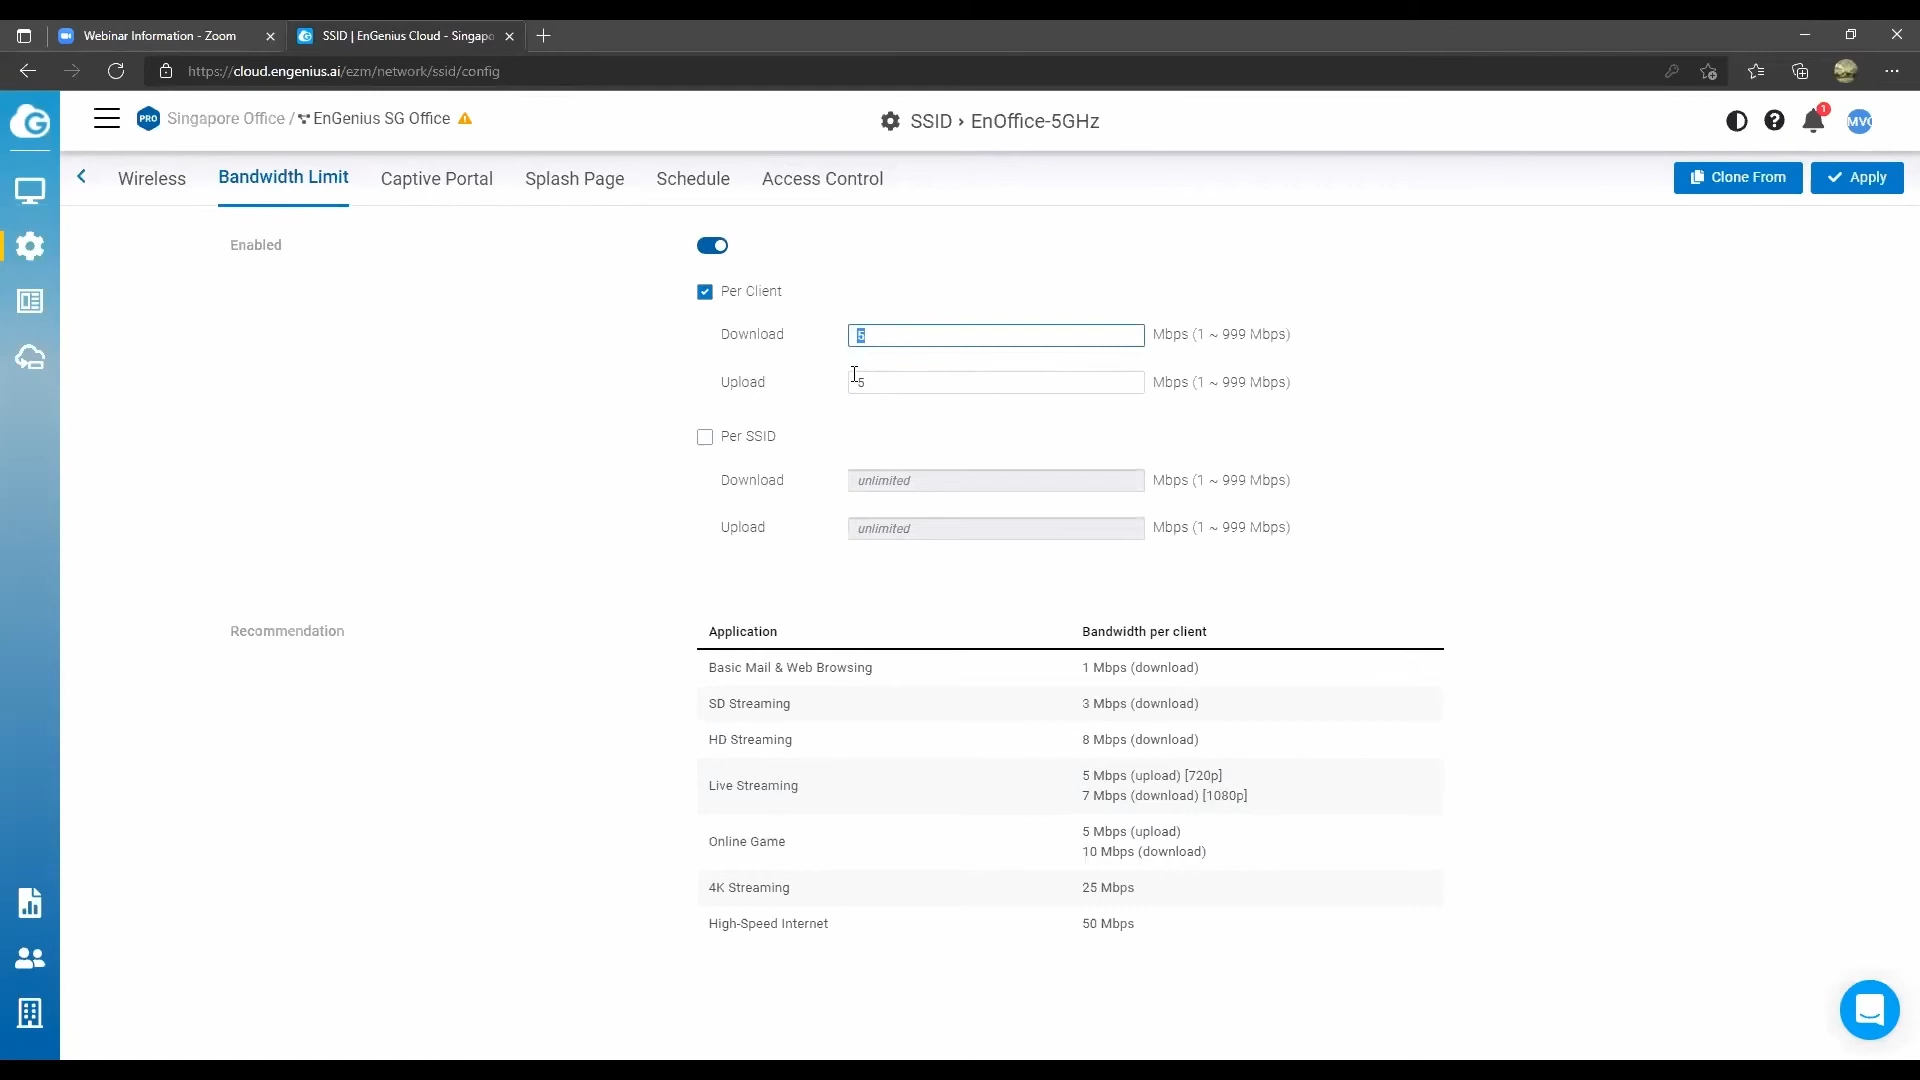 Webinar Information - Zoom
SSID | EnGenius Cloud - Singapo
https://cloud.engenius.ai/ezm/network/ssid/config
PRO Singapore Office / EnGenius SG Office
SSID › EnOffice-5GHz
1
MVC
Wireless Bandwidth Limit Captive Portal Splash Page Schedule Access Control
Clone From Apply
Enabled
Per Client
Download 5 Mbps (1 ~ 999 Mbps)
Upload 5 Mbps (1 ~ 999 Mbps)
Per SSID
Download unlimited Mbps (1 ~ 999 Mbps)
Upload unlimited Mbps (1 ~ 999 Mbps)
Recommendation
Application Bandwidth per client
Basic Mail & Web Browsing 1 Mbps (download)
SD Streaming 3 Mbps (download)
HD Streaming 8 Mbps (download)
Live Streaming
5 Mbps (upload) [720p]
7 Mbps (download) [1080p]
Online Game
5 Mbps (upload)
10 Mbps (download)
4K Streaming 25 Mbps
High-Speed Internet 50 Mbps